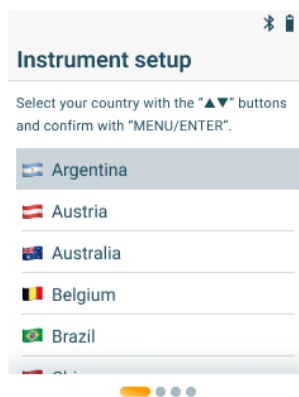 Instrument setup
Select your country with the “▲▼” buttons
and confirm with “MENU/ENTER”.
Argentina
Austria
Australia
Belgium
Brazil